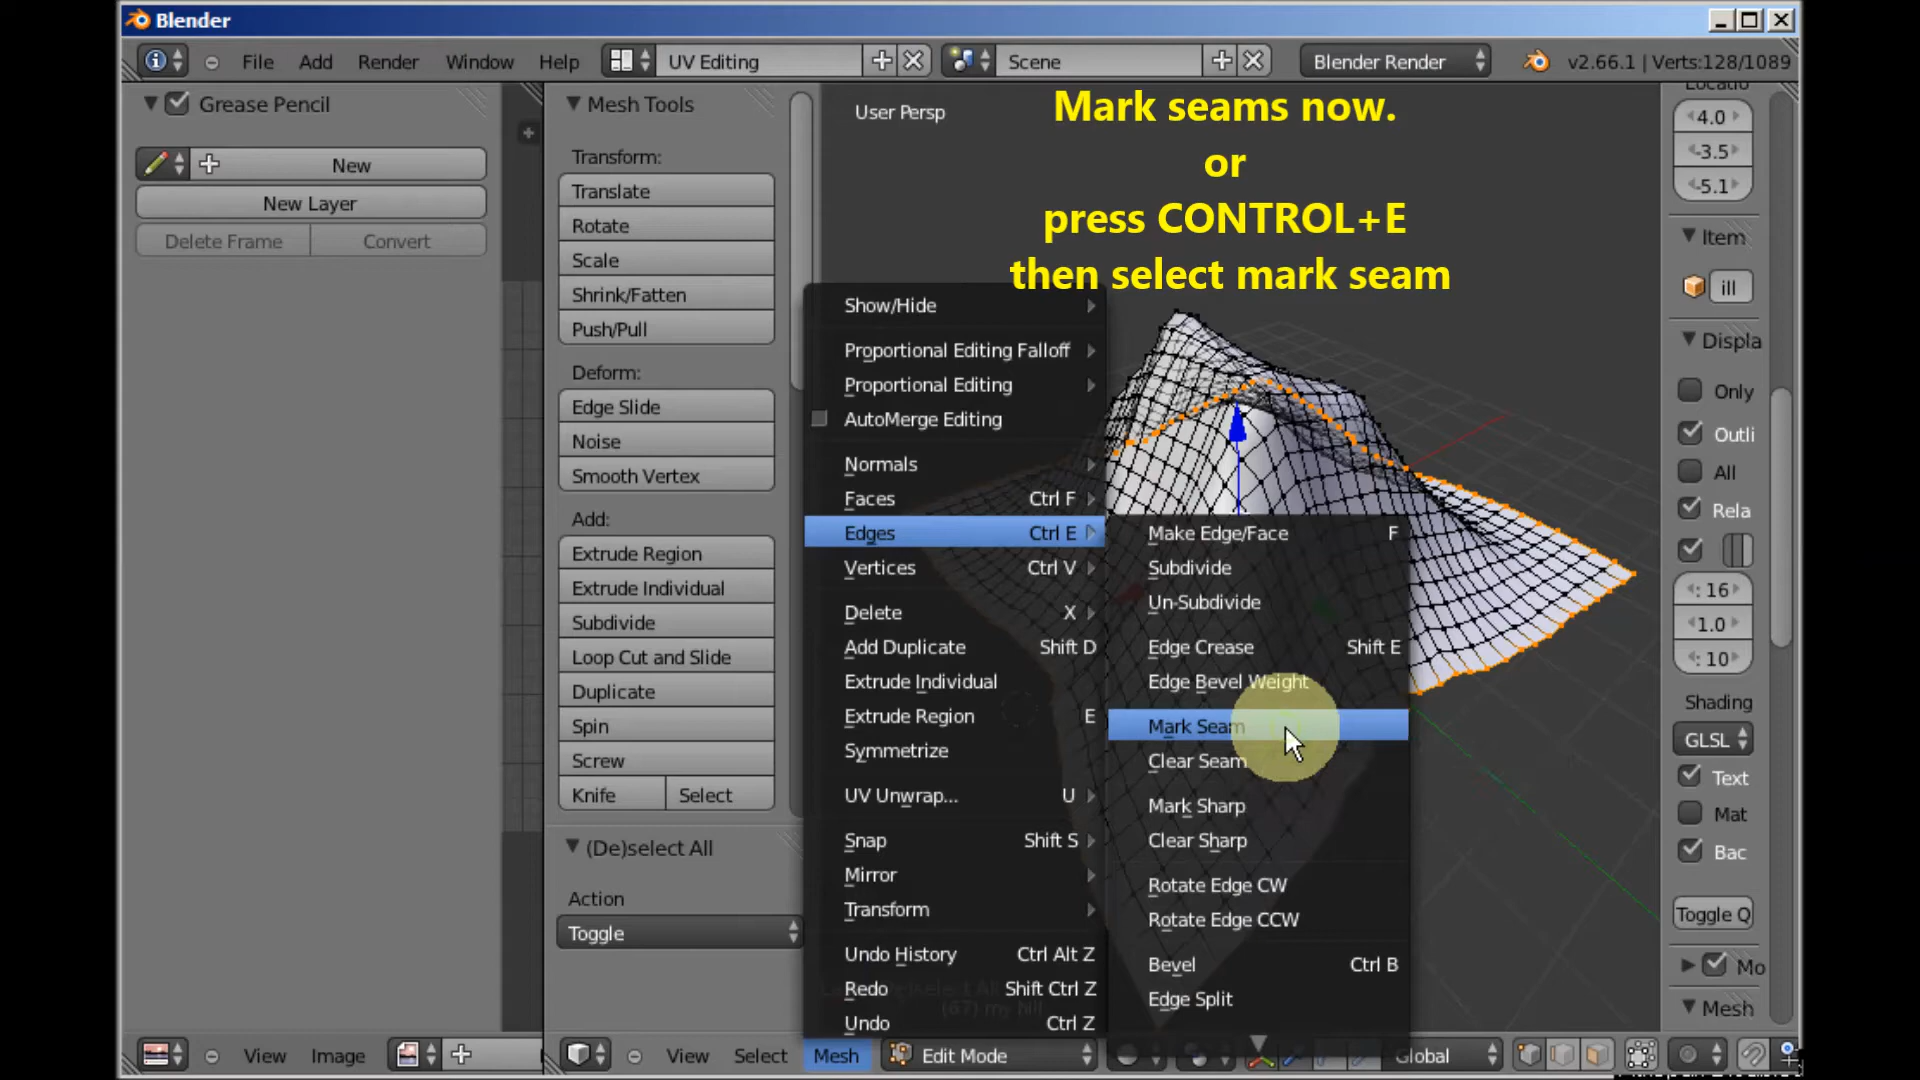 Blender
File Add Render Window Help UV Editing Scene Blender Render v2.66.1 | Verts:128/1089
Grease Pencil
New
New Layer
Delete Frame Convert
Mesh Tools
Transform:
Translate
Rotate
Scale
Shrink/Fatten
Push/Pull
Deform:
Edge Slide
Noise
Smooth Vertex
Add:
Extrude Region
Extrude Individual
Subdivide
Loop Cut and Slide
Duplicate
Spin
Screw
Knife Select
(De)select All
Action
Toggle
User Persp
Mark seams now.
or
press CONTROL+E
then select mark seam
Show/Hide
Proportional Editing Falloff
Proportional Editing
AutoMerge Editing
Normals
Faces Ctrl F
Edges Ctrl E
Vertices Ctrl V
Delete X
Add Duplicate Shift D
Extrude Individual
Extrude Region E
Symmetrize
UV Unwrap... U
Snap Shift S
Mirror
Transform
Undo History Ctrl Alt Z
Redo Shift Ctrl Z
Undo Ctrl Z
Make Edge/Face F
Subdivide
Un-Subdivide
Edge Crease Shift E
Edge Bevel Weight
Mark Seam
Clear Seam
Mark Sharp
Clear Sharp
Rotate Edge CW
Rotate Edge CCW
Bevel Ctrl B
Edge Split
4.0
-3.5
-5.1
Item
ill
Displa
Only
Outli
All
Rela
: 16
1.0
: 10
Shading
GLSL
Text
Mat
Bac
Toggle Q
Mo
Mesh
View Image
View Select Mesh Edit Mode Global